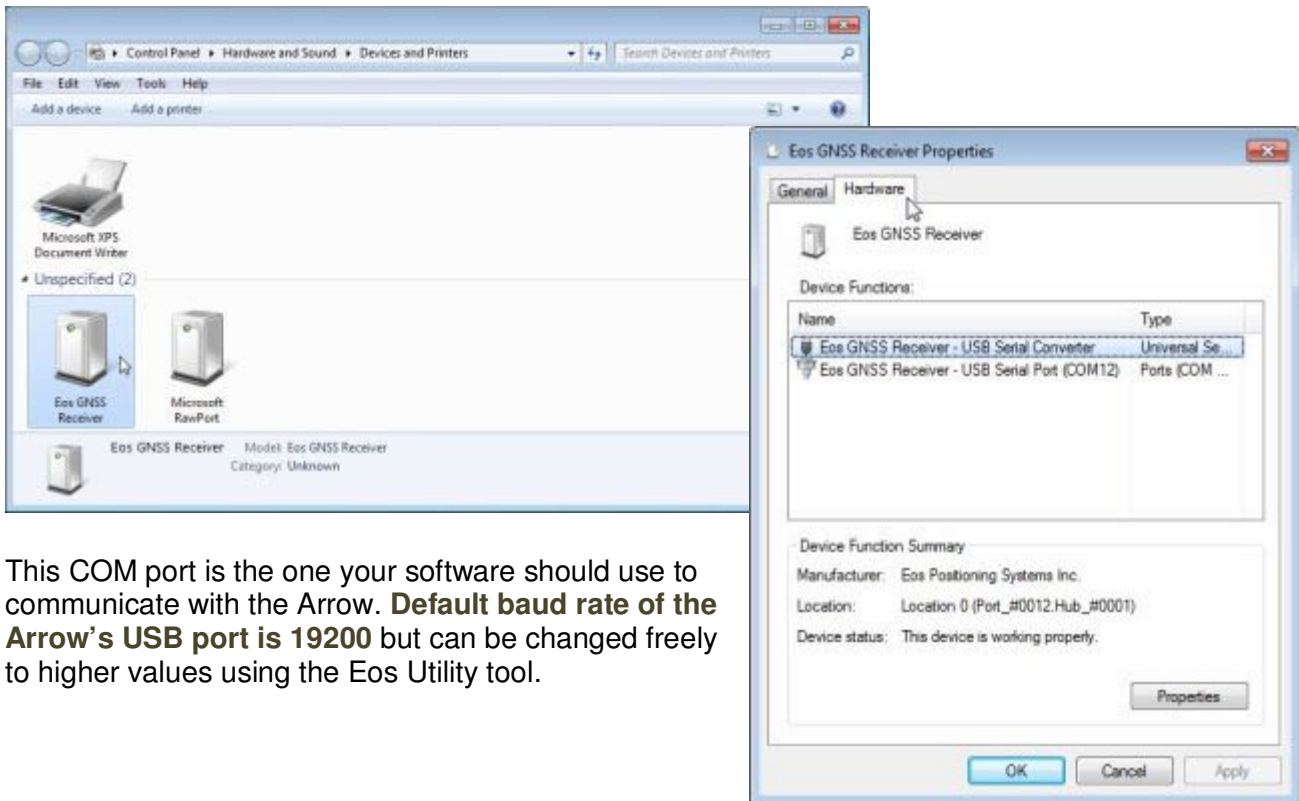 Control Panel ▸ Hardware and Sound ▸ Devices and Printers
Search Devices and Printers
File Edit View Tools Help
Add a device Add a printer
Microsoft XPS
Document Writer
Unspecified (2)
Eos GNSS
Receiver
Microsoft
RawPort
Eos GNSS Receiver Model: Eos GNSS Receiver
Category: Unknown
Eos GNSS Receiver Properties
General Hardware
Eos GNSS Receiver
Device Functions:
Name Type
Eos GNSS Receiver - USB Serial Converter Universal Se...
Eos GNSS Receiver - USB Serial Port (COM12) Ports (COM ...
Device Function Summary
Manufacturer: Eos Positioning Systems Inc.
Location: Location 0 (Port_#0012.Hub_#0001)
Device status: This device is working properly.
Properties
OK Cancel Apply
This COM port is the one your software should use to
communicate with the Arrow. Default baud rate of the
Arrow’s USB port is 19200 but can be changed freely
to higher values using the Eos Utility tool.